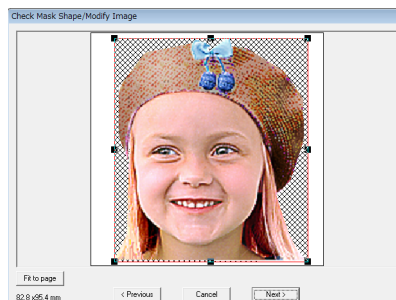 Check Mask Shape/Modify Image
Fit to page
82.8 x95.4 mm
< Previous
Cancel
Next >